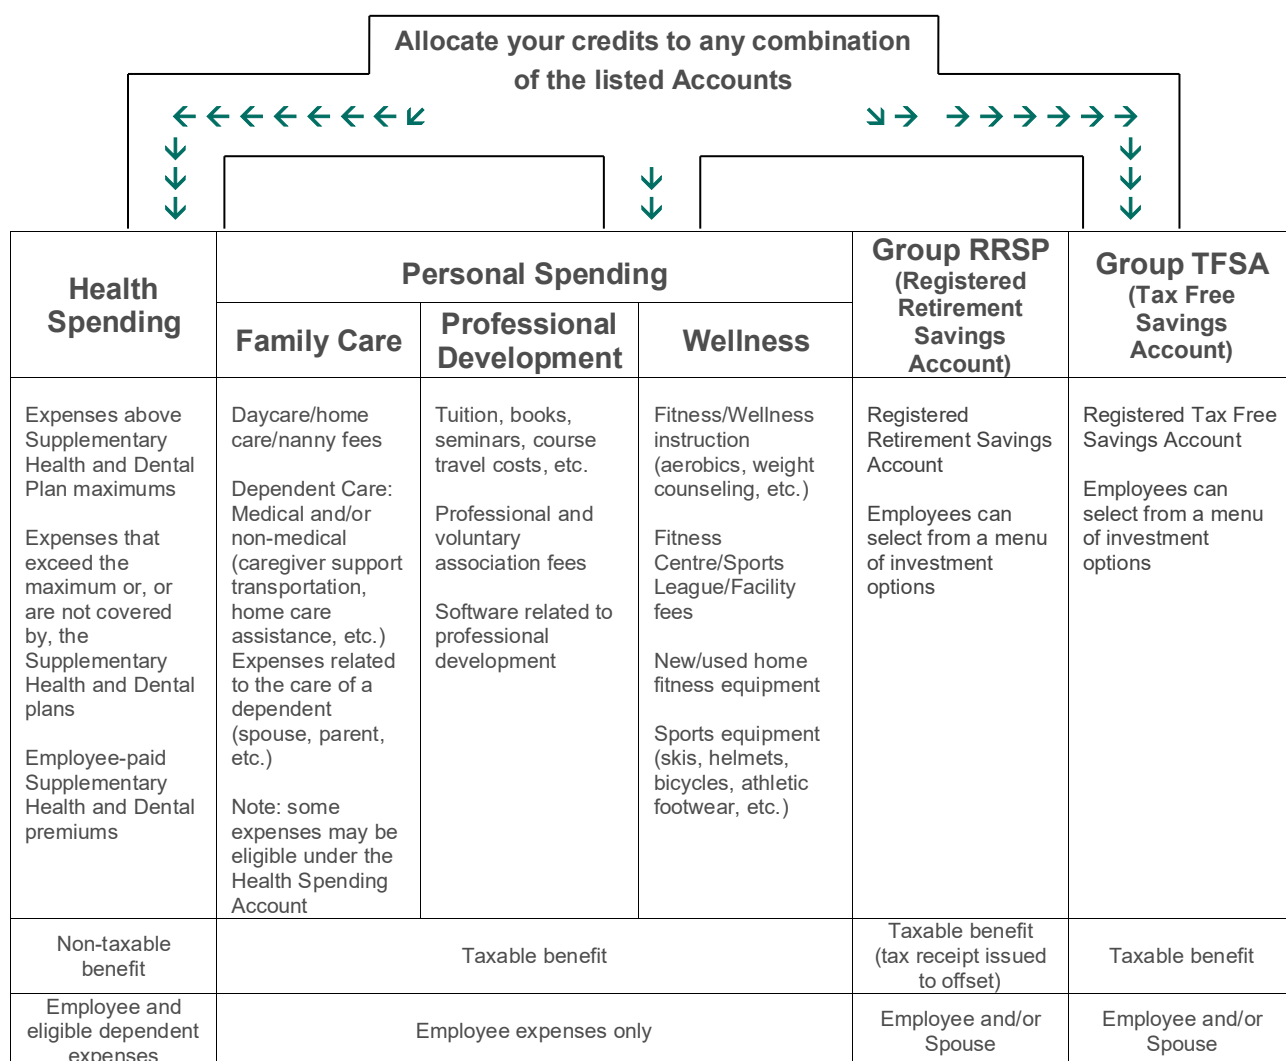 Allocate your credits to any combination
of the listed Accounts
Health
Spending
Personal Spending
Family Care
Professional
Development
Wellness
Group RRSP
(Registered
Retirement
Savings
Account)
Group TFSA
(Tax Free
Savings
Account)
Expenses above
Supplementary
Health and Dental
Plan maximums
Expenses that
exceed the
maximum or, or
are not covered
by, the
Supplementary
Health and Dental
plans
Employee-paid
Supplementary
Health and Dental
premiums
Daycare/home
care/nanny fees
Dependent Care:
Medical and/or
non-medical
(caregiver support
transportation,
home care
assistance, etc.)
Expenses related
to the care of a
dependent
(spouse, parent,
etc.)
Note: some
expenses may be
eligible under the
Health Spending
Account
Tuition, books,
seminars, course
travel costs, etc.
Professional and
voluntary
association fees
Software related to
professional
development
Fitness/Wellness
instruction
(aerobics, weight
counseling, etc.)
Fitness
Centre/Sports
League/Facility
fees
New/used home
fitness equipment
Sports equipment
(skis, helmets,
bicycles, athletic
footwear, etc.)
Registered
Retirement Savings
Account
Employees can
select from a menu
of investment
options
Registered Tax Free
Savings Account
Employees can
select from a menu
of investment
options
Non-taxable
benefit
Taxable benefit
Taxable benefit
(tax receipt issued
to offset)
Taxable benefit
Employee and
eligible dependent
expenses
Employee expenses only
Employee and/or
Spouse
Employee and/or
Spouse